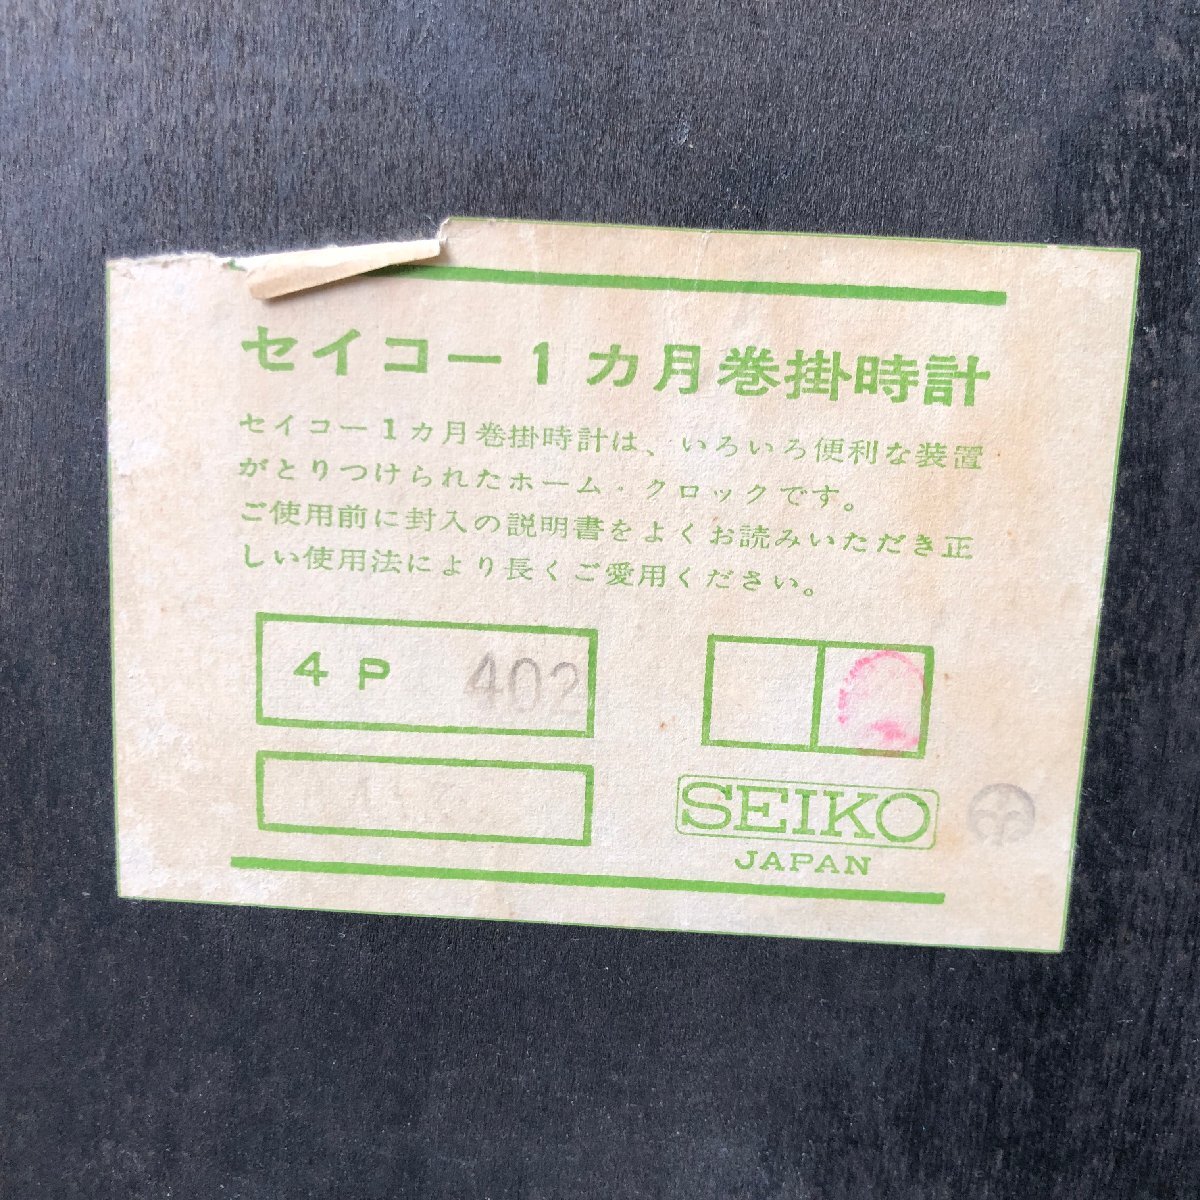 セイコー1カ月巻掛時計
セイコー1カ月巻掛時計は、いろいろ便利な装置
がとりつけられたホーム・クロックです。
ご使用前に封入の説明書をよくお読みいただき正
しい使用法により長くご愛用ください。
4P 402
SEIKO
JAPAN